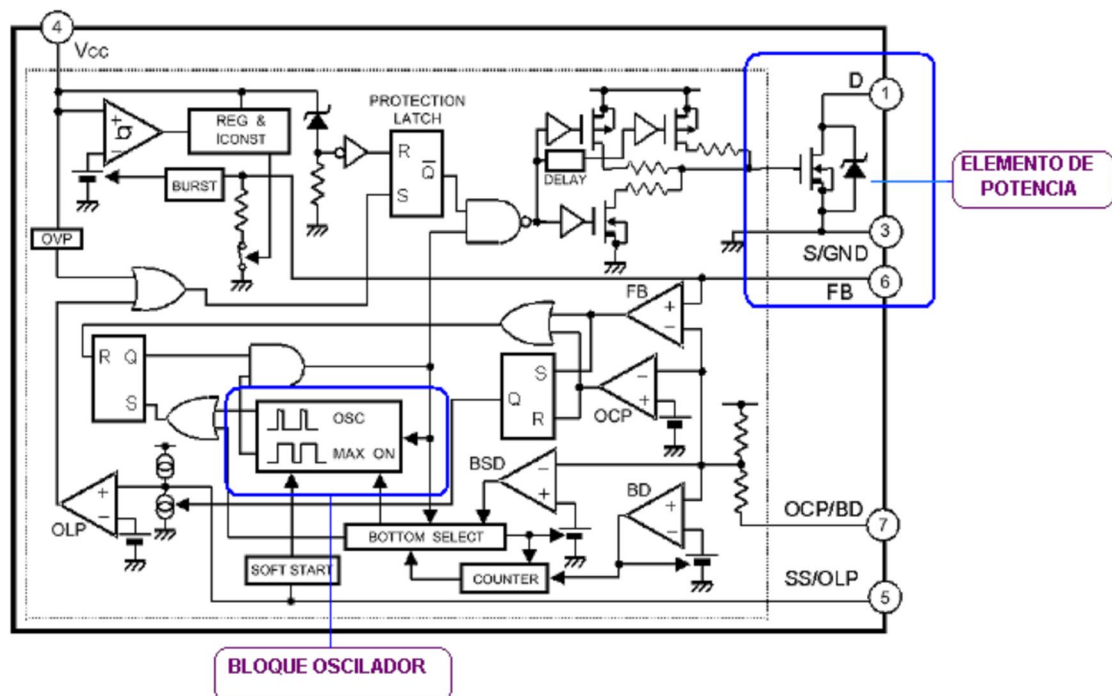 4
Vcc
PROTECTION
LATCH
D
1
REG &
ICONST
R
Q
S
DELAY
BURST
ELEMENTO DE
POTENCIA
OVP
3
S/GND
6
FB
FB
R Q
S
S
Q
R
OCP
OSC
MAX ON
BSD
BD
OLP
BOTTOM SELECT
OCP/BD
7
SOFT START
COUNTER
SS/OLP
5
BLOQUE OSCILADOR